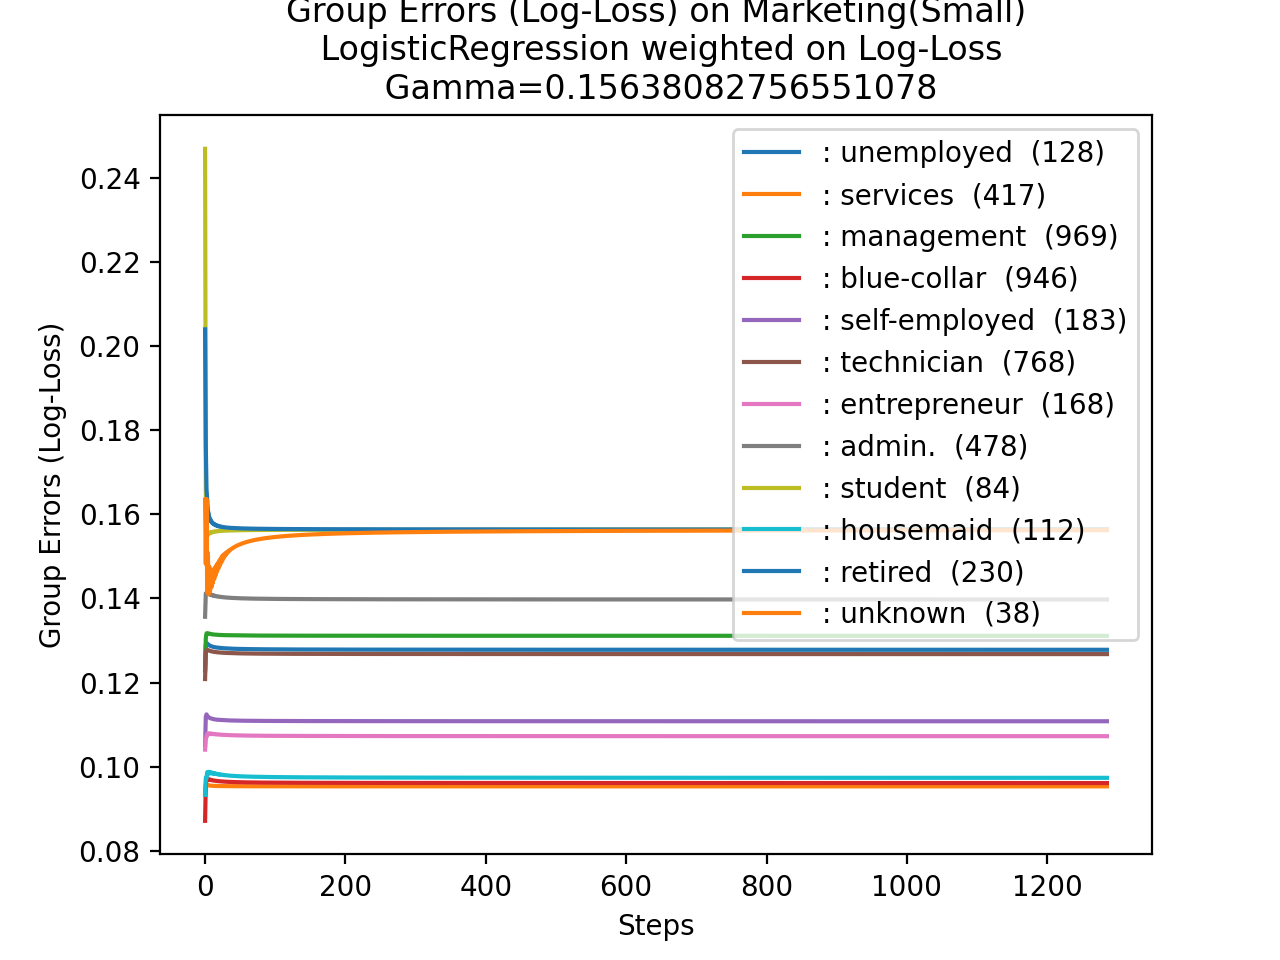 Group Errors (Log-Loss) on Marketing(Small)
LogisticRegression weighted on Log-Loss
Gamma=0.15638082756551078
Group Errors (Log-Loss)
0.24
0.22
0.20
0.18
0.16
0.14
0.12
0.10
0.08
: unemployed (128)
: services (417)
: management (969)
: blue-collar (946)
: self-employed (183)
: technician (768)
: entrepreneur (168)
: admin. (478)
: student (84)
: housemaid (112)
: retired (230)
: unknown (38)
0 200 400 600 800 1000 1200
Steps